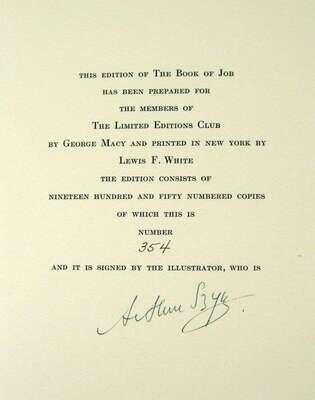 THIS EDITION OF THE BOOK OF JOB
HAS BEEN PREPARED FOR
THE MEMBERS OF
THE LIMITED EDITIONS CLUB
BY GEORGE MACY AND PRINTED IN NEW YORK BY
LEWIS F. WHITE
THE EDITION CONSISTS OF
NINETEEN HUNDRED AND FIFTY NUMBERED COPIES
OF WHICH THIS IS
NUMBER
354
AND IT IS SIGNED BY THE ILLUSTRATOR, WHO IS
Arthur Szyk.